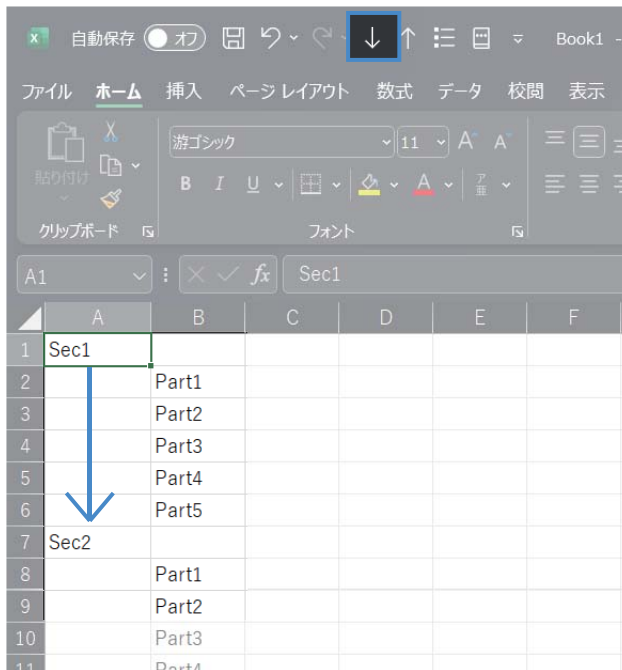 自動保存 オフ Book1 -
ファイル ホーム 挿入 ページ レイアウト 数式 データ 校閲 表示
貼り付け
游ゴシック 11 A A
B I U A ア亜
クリップボード フォント
A1 fx Sec1
A B C D E F
1 Sec1
2 Part1
3 Part2
4 Part3
5 Part4
6 Part5
7 Sec2
8 Part1
9 Part2
10 Part3
11 Part4